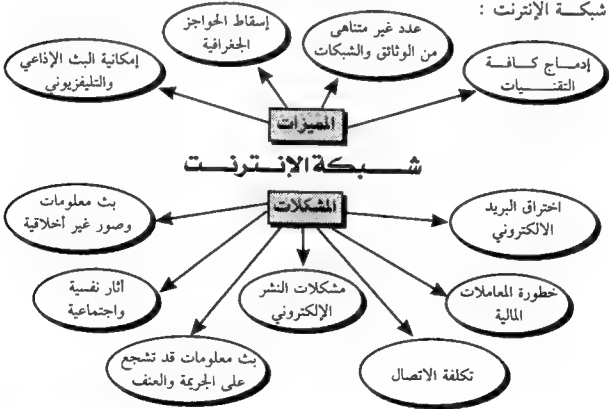 شبكة الإنترنت :
إدماج كافة
التقنيات
عدد غير متناهى
من الوثائق والشبكات
إسقاط الحواجز
الجغرافية
إمكانية البث الإذاعي
والتليفزيوني
المميزات
شبكة الإنترنت
المشكلات
اختراق البريد
الالكتروني
خطورة المعاملات
المالية
تكلفة الاتصال
مشكلات النشر
الإلكتروني
بث معلومات قد تشجع
على الجريمة والعنف
آثار نفسية
واجتماعية
بث معلومات
وصور غير أخلاقية